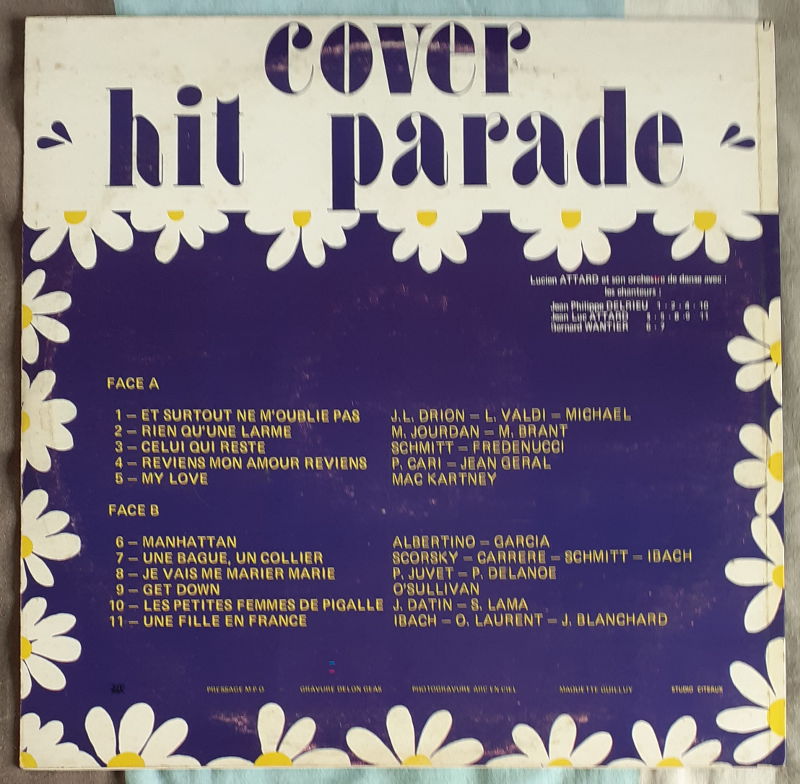 cover
hit parade
Lucien ATTARD et son orchestre de danse avec
les chanteurs :
Jean Philippe DELRIEU 1 - 2 - 4 - 10
Jean Luc ATTARD 11
Bernard WANTIER 6 - 7
FACE A
1 – ET SURTOUT NE M'OUBLIE PAS J.L. DRION – L. VALDI – MICHAEL
2 – RIEN QU'UNE LARME M. JOURDAN – M. BRANT
3 – CELUI QUI RESTE SCHMITT – FREDENUCCI
4 – REVIENS MON AMOUR REVIENS P. CARI – JEAN GERAL
5 – MY LOVE MAC KARTNEY
FACE B
6 – MANHATTAN ALBERTINO – GARCIA
7 – UNE BAGUE, UN COLLIER SCORSKY – CARRERE – SCHMITT – IBACH
8 – JE VAIS ME MARIER MARIE P. JUVET – P. DELANOE
9 – GET DOWN O'SULLIVAN
10 – LES PETITES FEMMES DE PIGALLE J. DATIN – S. LAMA
11 – UNE FILLE EN FRANCE IBACH – O. LAURENT – J. BLANCHARD
PRESSAGE M.P.O. GRAVURE DELON GEAS PHOTOGRAVURE ARC EN CIEL MAQUETTE GUILLUY STUDIO CITEAUX